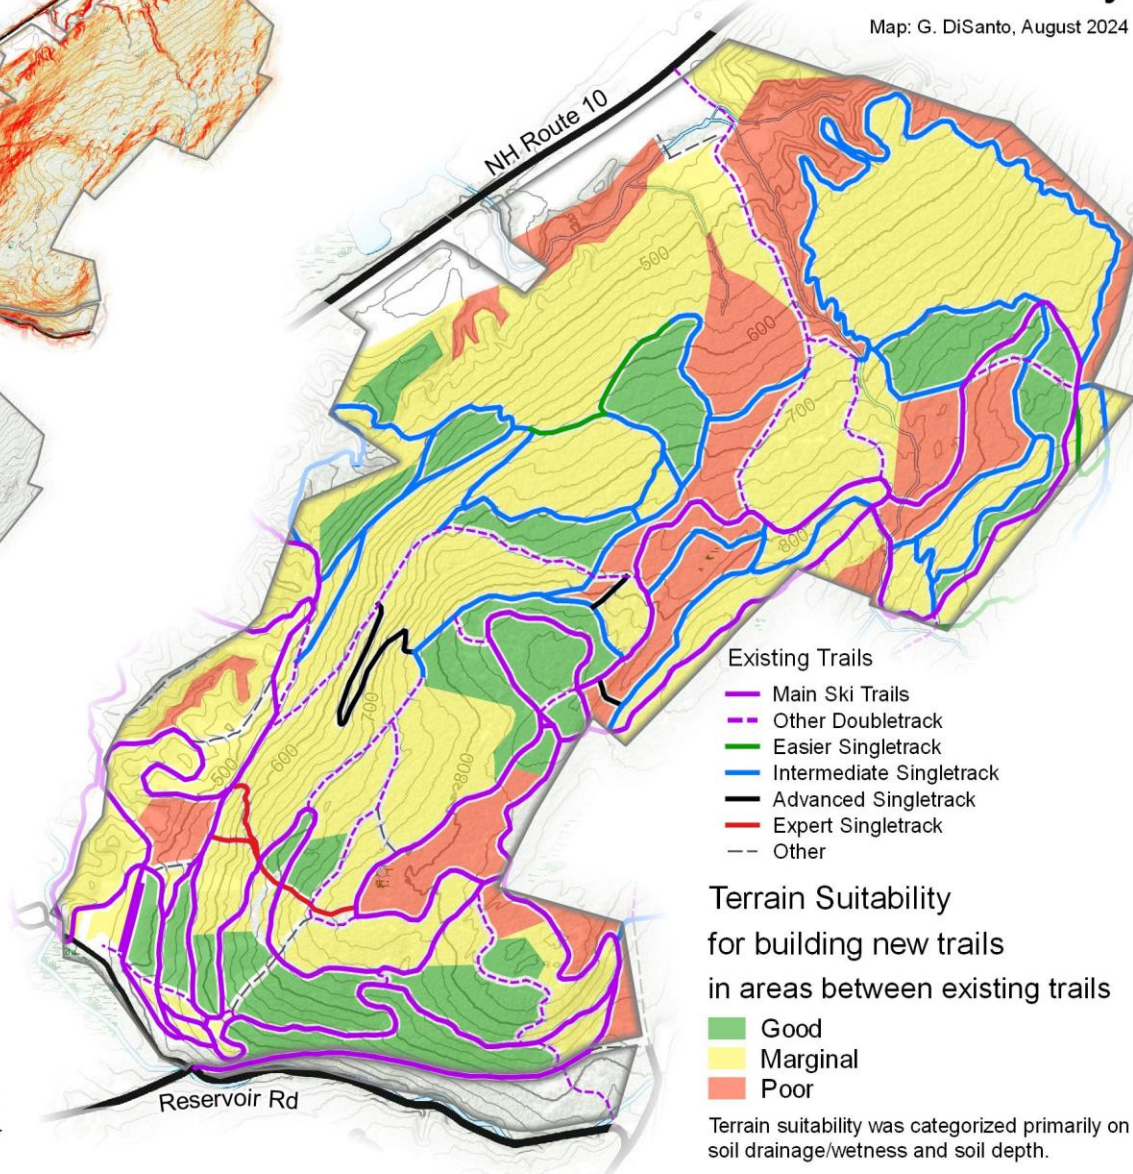 Map: G. DiSanto, August 2024
NH Route 10
500
600
700
800
700
800
500
600
Existing Trails
Main Ski Trails
Other Doubletrack
Easier Singletrack
Intermediate Singletrack
Advanced Singletrack
Expert Singletrack
Other
Terrain Suitability
for building new trails
in areas between existing trails
Good
Marginal
Poor
Terrain suitability was categorized primarily on
soil drainage/wetness and soil depth.
Reservoir Rd